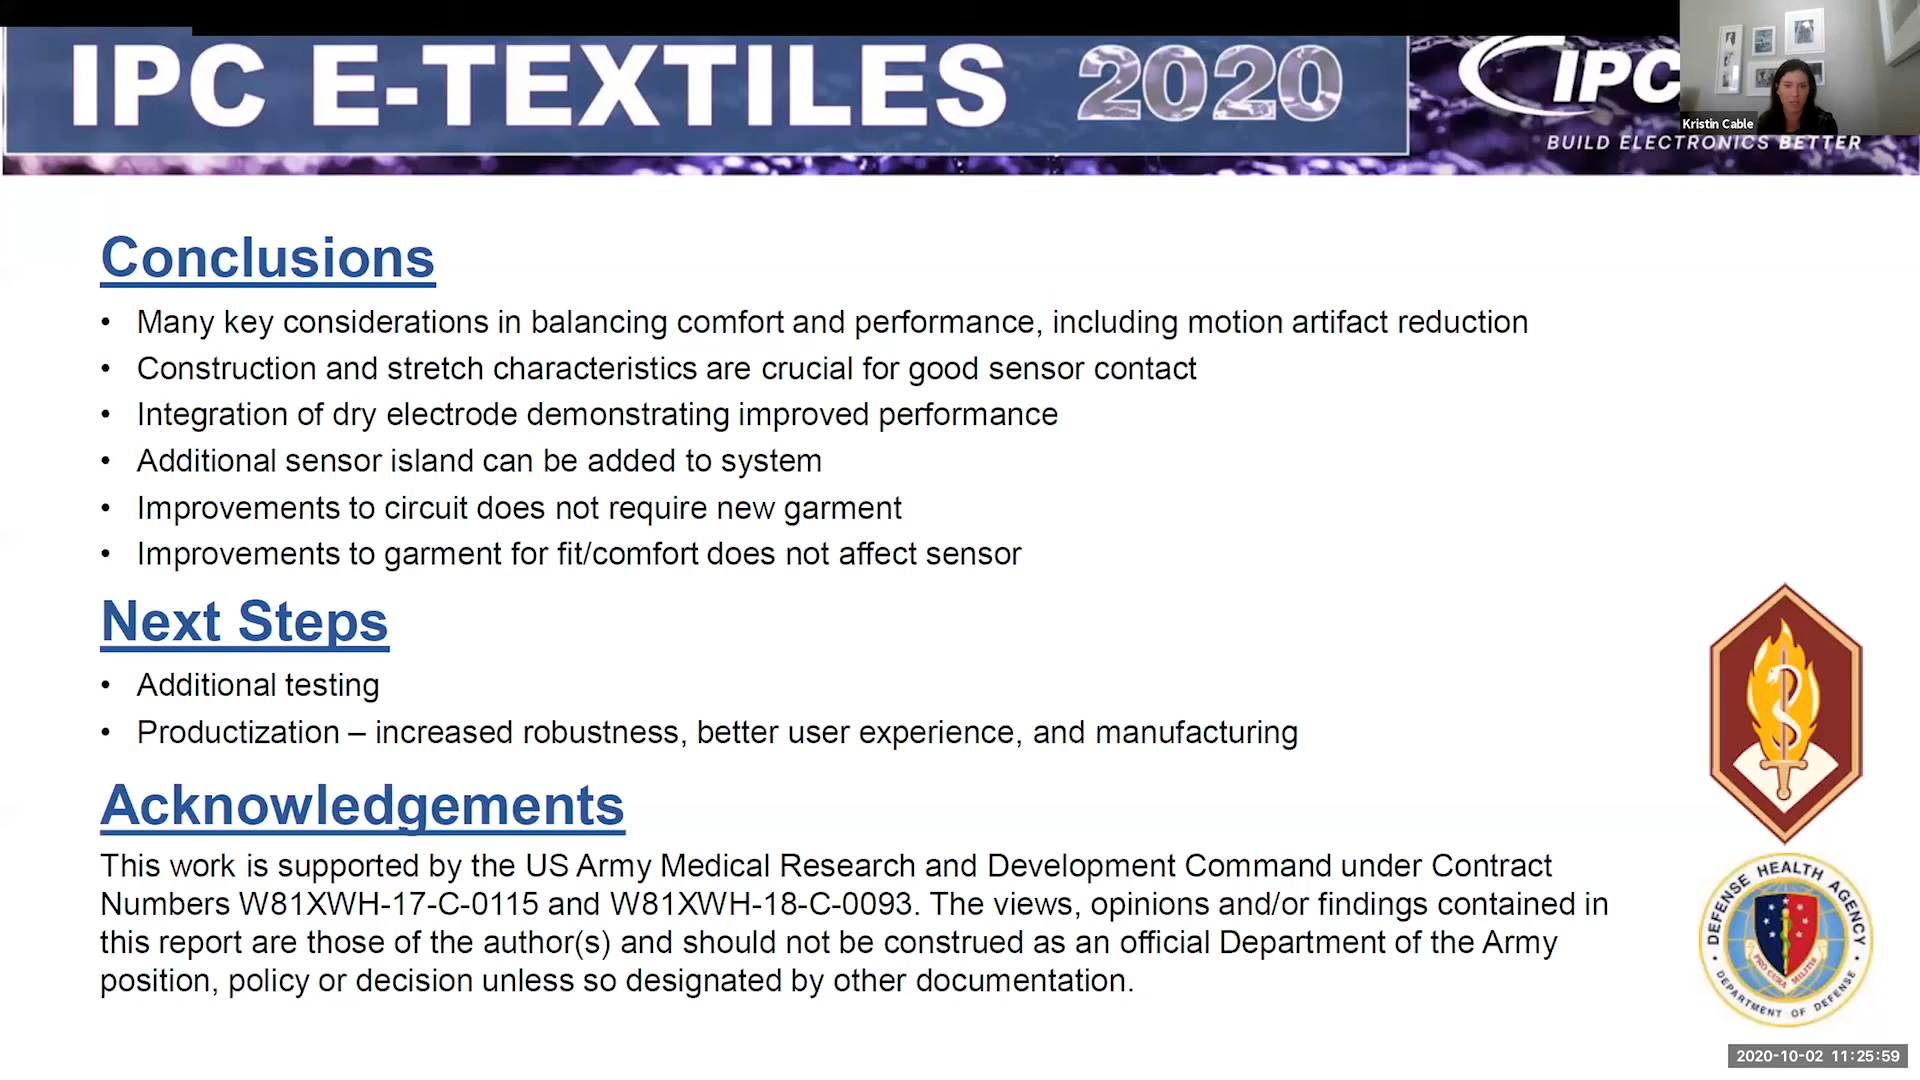 IPC E-TEXTILES 2020
IPC
Kristin Cable
BUILD ELECTRONICS BETTER
Conclusions
• Many key considerations in balancing comfort and performance, including motion artifact reduction
• Construction and stretch characteristics are crucial for good sensor contact
• Integration of dry electrode demonstrating improved performance
• Additional sensor island can be added to system
• Improvements to circuit does not require new garment
• Improvements to garment for fit/comfort does not affect sensor
Next Steps
• Additional testing
• Productization – increased robustness, better user experience, and manufacturing
Acknowledgements
This work is supported by the US Army Medical Research and Development Command under Contract
Numbers W81XWH-17-C-0115 and W81XWH-18-C-0093. The views, opinions and/or findings contained in
this report are those of the author(s) and should not be construed as an official Department of the Army
position, policy or decision unless so designated by other documentation.
DEFENSE HEALTH AGENCY
PRO CURA MILITIS
DEPARTMENT OF DEFENSE
2020-10-02 11:25:59